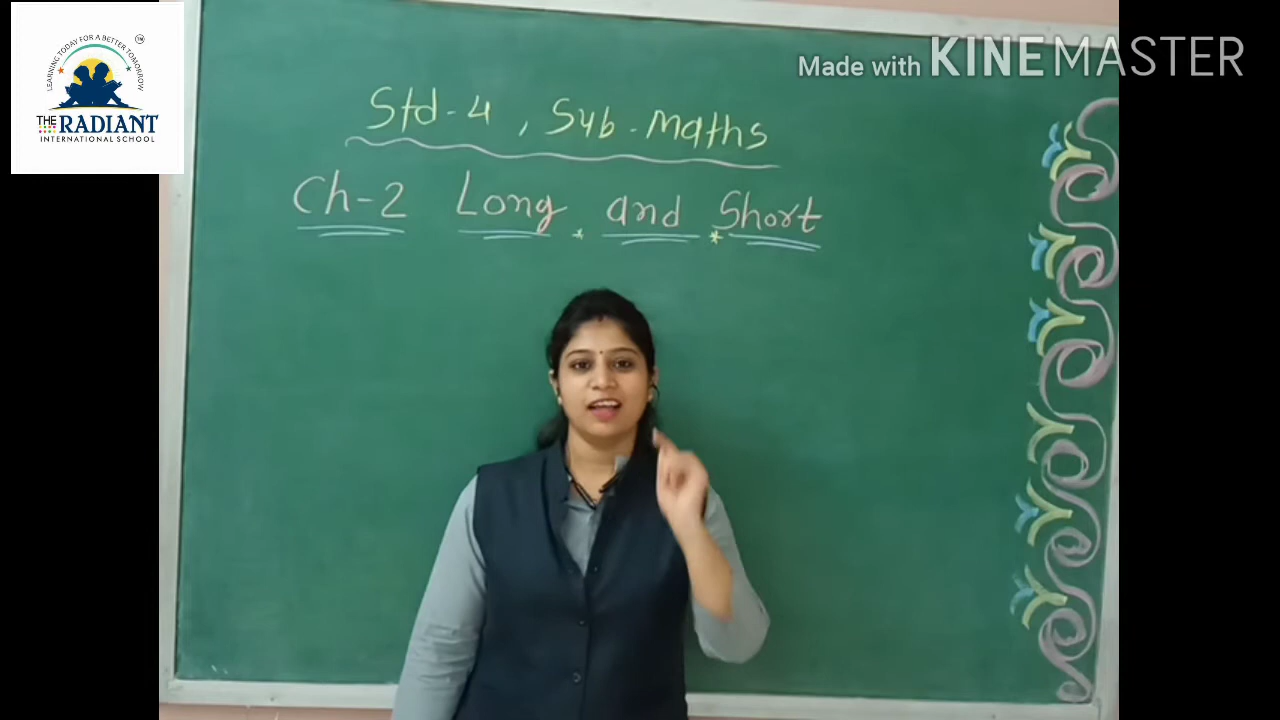 LEARNING TODAY FOR A BETTER TOMORROW
THE RADIANT
INTERNATIONAL SCHOOL
Made with KINEMASTER
Std-4, Sub-Maths
Ch-2 Long and Short